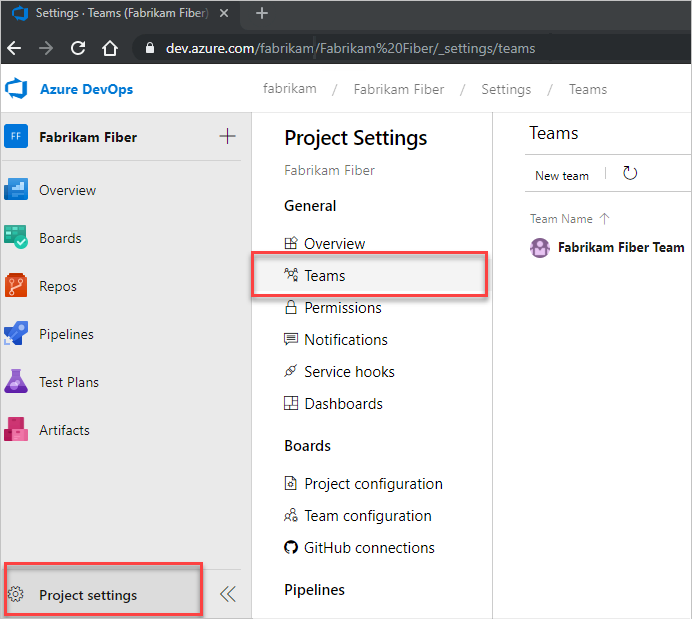 Settings · Teams (Fabrikam Fiber)
dev.azure.com/fabrikam/Fabrikam%20Fiber/_settings/teams
Azure DevOps
fabrikam / Fabrikam Fiber / Settings / Teams
FF Fabrikam Fiber
Overview
Boards
Repos
Pipelines
Test Plans
Artifacts
Project settings
Project Settings
Fabrikam Fiber
General
Overview
Teams
Permissions
Notifications
Service hooks
Dashboards
Boards
Project configuration
Team configuration
GitHub connections
Pipelines
Teams
New team
Team Name
Fabrikam Fiber Team